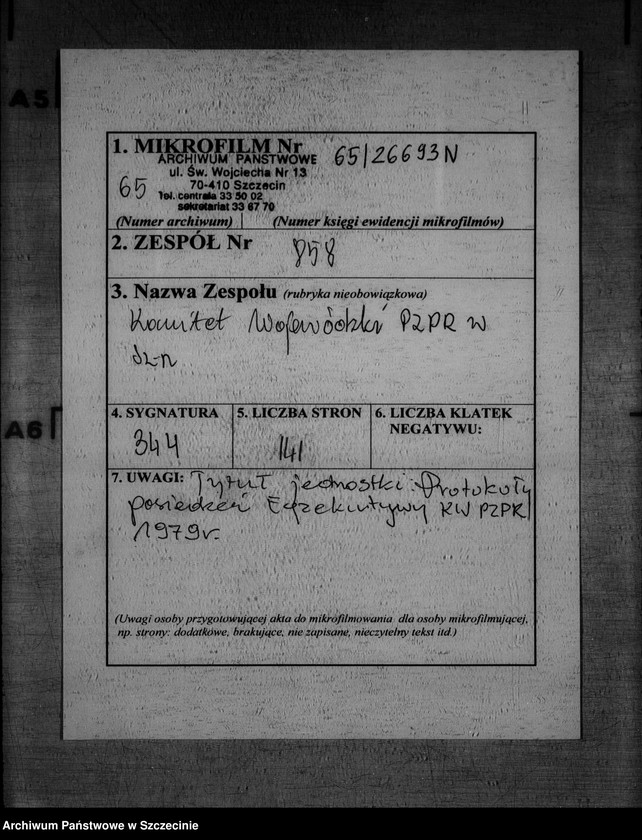 A5
11
1. MIKROFILM Nr 65/26693N
ARCHIWUM PAŃSTWOWE
ul. Św. Wojciecha Nr 13
70-410 Szczecin
Tel. centrala 33 50 02
sekretariat 33 67 70
65
(Numer archiwum) (Numer księgi ewidencji mikrofilmów)
2. ZESPÓŁ Nr 858
3. Nazwa Zespołu (rubryka nieobowiązkowa)
Komitet Wojewódzki PZPR w
Sz-n
A6
4. SYGNATURA 5. LICZBA STRON 6. LICZBA KLATEK
NEGATYWU:
344 141
7. UWAGI: Tytuł jednostki: Protokoły
posiedzeń Egzekutywy KW PZPR
1979r.
(Uwagi osoby przygotowującej akta do mikrofilmowania dla osoby mikrofilmującej,
np. strony: dodatkowe, brakujące, nie zapisane, nieczytelny tekst itd.)
Archiwum Państwowe w Szczecinie